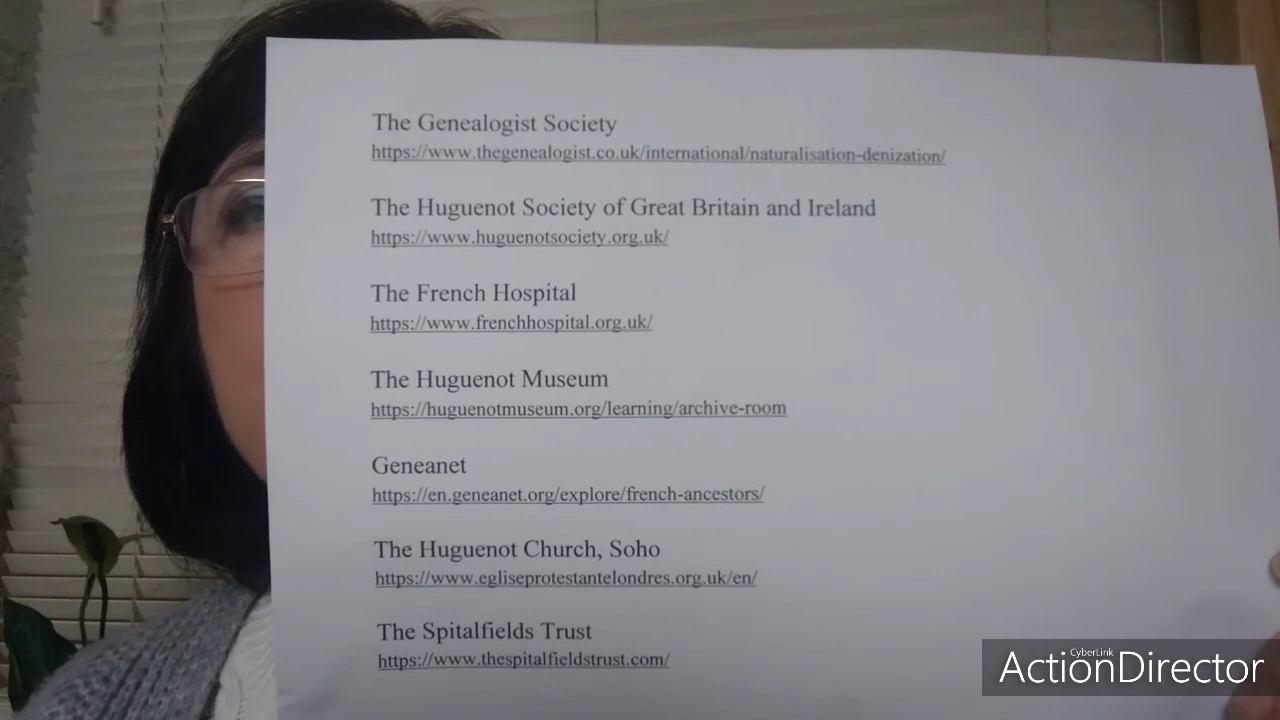 The Genealogist Society
https://www.thegenealogist.co.uk/international/naturalisation-denization/
The Huguenot Society of Great Britain and Ireland
https://www.huguenotsociety.org.uk/
The French Hospital
https://www.frenchhospital.org.uk/
The Huguenot Museum
https://huguenotmuseum.org/learning/archive-room
Geneanet
https://en.geneanet.org/explore/french-ancestors/
The Huguenot Church, Soho
https://www.egliseprotestantelondres.org.uk/en/
The Spitalfields Trust
https://www.thespitalfieldstrust.com/
CyberLink
ActionDirector